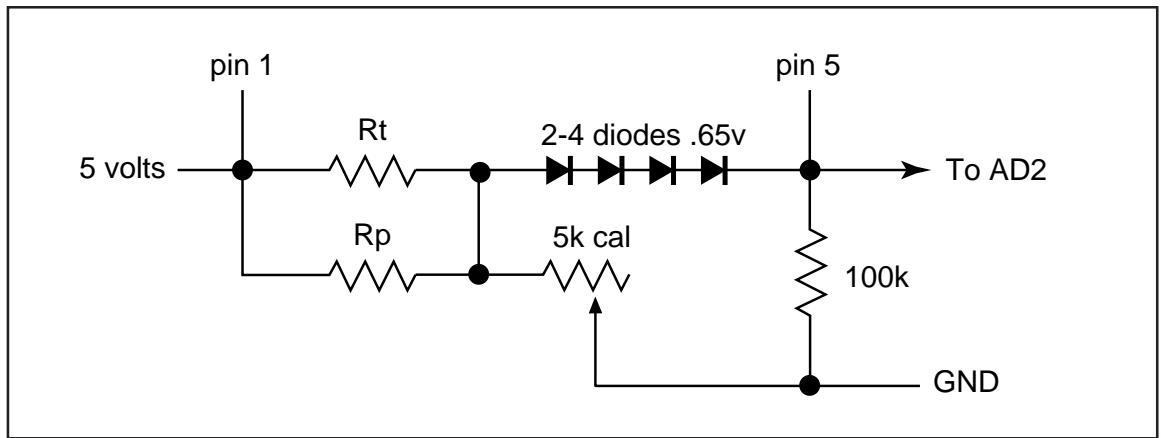 pin 1
pin 5
Rt
2-4 diodes .65v
5 volts
To AD2
Rp
5k cal
100k
GND